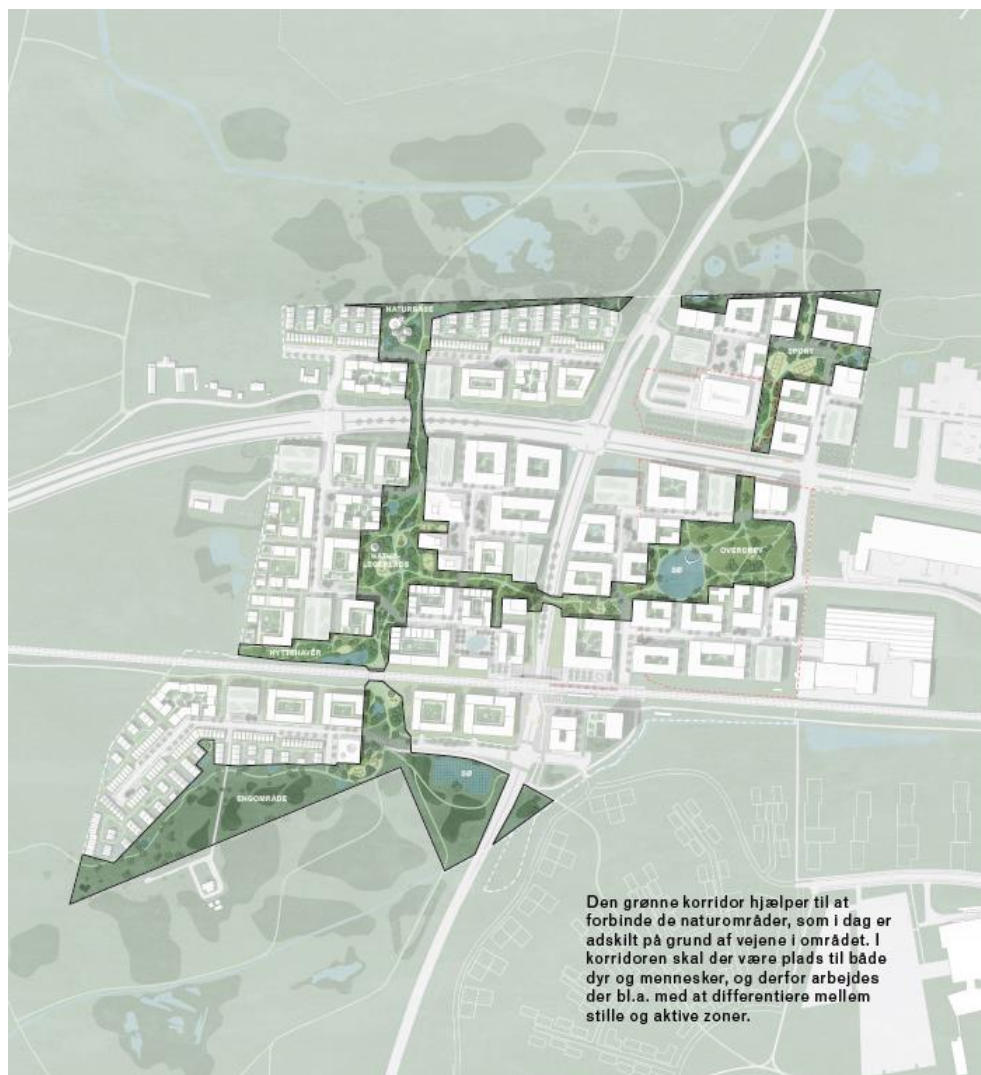 NATURBASE
SPORT
NATUR-
LEGEPLADS
SØ
OVERDREV
NYTTEHAVER
SØ
ENGOMRÅDE
Den grønne korridor hjælper til at
forbinde de naturområder, som i dag er
adskilt på grund af vejene i området. I
korridoren skal der være plads til både
dyr og mennesker, og derfor arbejdes
der bl.a. med at differentiere mellem
stille og aktive zoner.